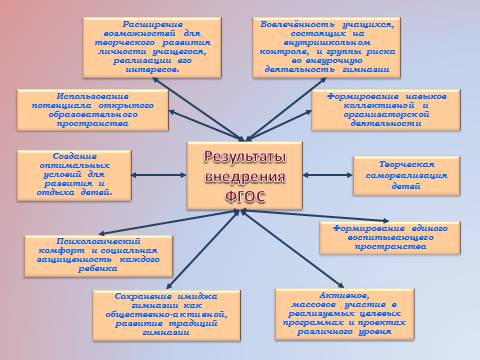 Расширение
возможностей для
творческого развития
личности учащегося,
реализации его
интересов.
Вовлечённость учащихся,
состоящих на
внутришкольном
контроле, и группы риска
во внеурочную
деятельность гимназии
Использование
потенциала открытого
образовательного
пространства
Формирование навыков
коллективной и
организаторской
деятельности
Создание
оптимальных
условий для
развития и
отдыха детей.
Результаты
внедрения
ФГОС
Творческая
самореализация
детей
Психологический
комфорт и социальная
защищенность каждого
ребенка
Формирование единого
воспитывающего
пространства
Сохранение имиджа
гимназии как
общественно-активной,
развитие традиций
гимназии
Активное,
массовое участие в
реализуемых целевых
программах и проектах
различного уровня